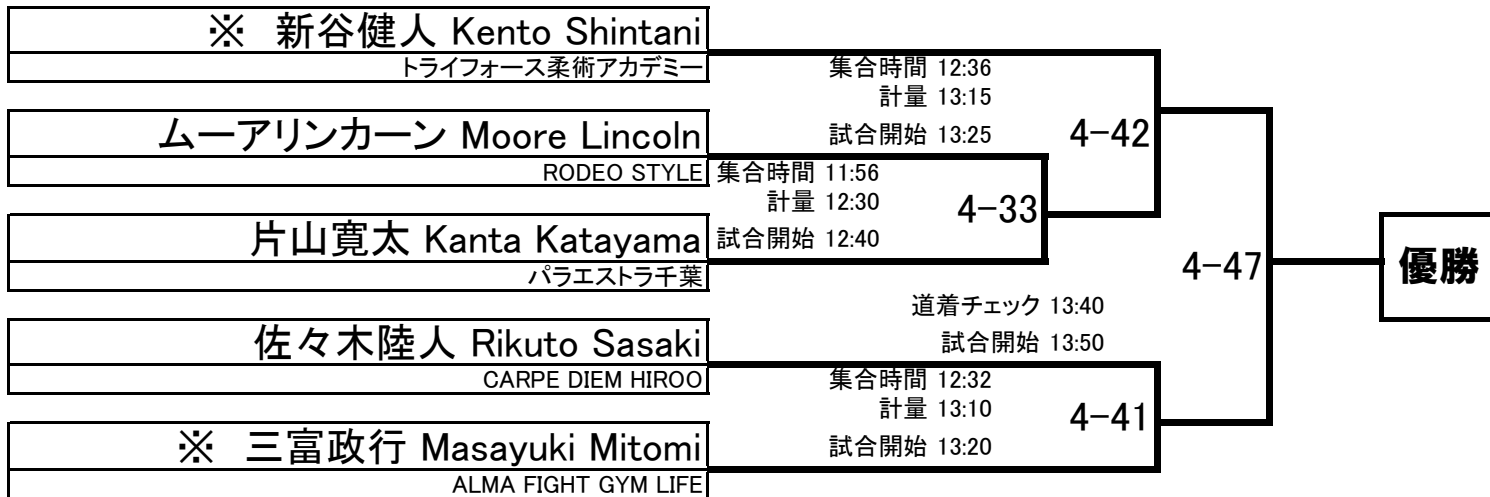 ※ 新谷健人 Kento Shintani
トライフォース柔術アカデミー
集合時間 12:36
計量 13:15
試合開始 13:25
4-42
ムーアリンカーン Moore Lincoln
RODEO STYLE
集合時間 11:56
計量 12:30
試合開始 12:40
4-33
片山寛太 Kanta Katayama
パラエストラ千葉
4-47
優勝
道着チェック 13:40
試合開始 13:50
佐々木陸人 Rikuto Sasaki
CARPE DIEM HIROO
集合時間 12:32
計量 13:10
試合開始 13:20
4-41
※ 三富政行 Masayuki Mitomi
ALMA FIGHT GYM LIFE